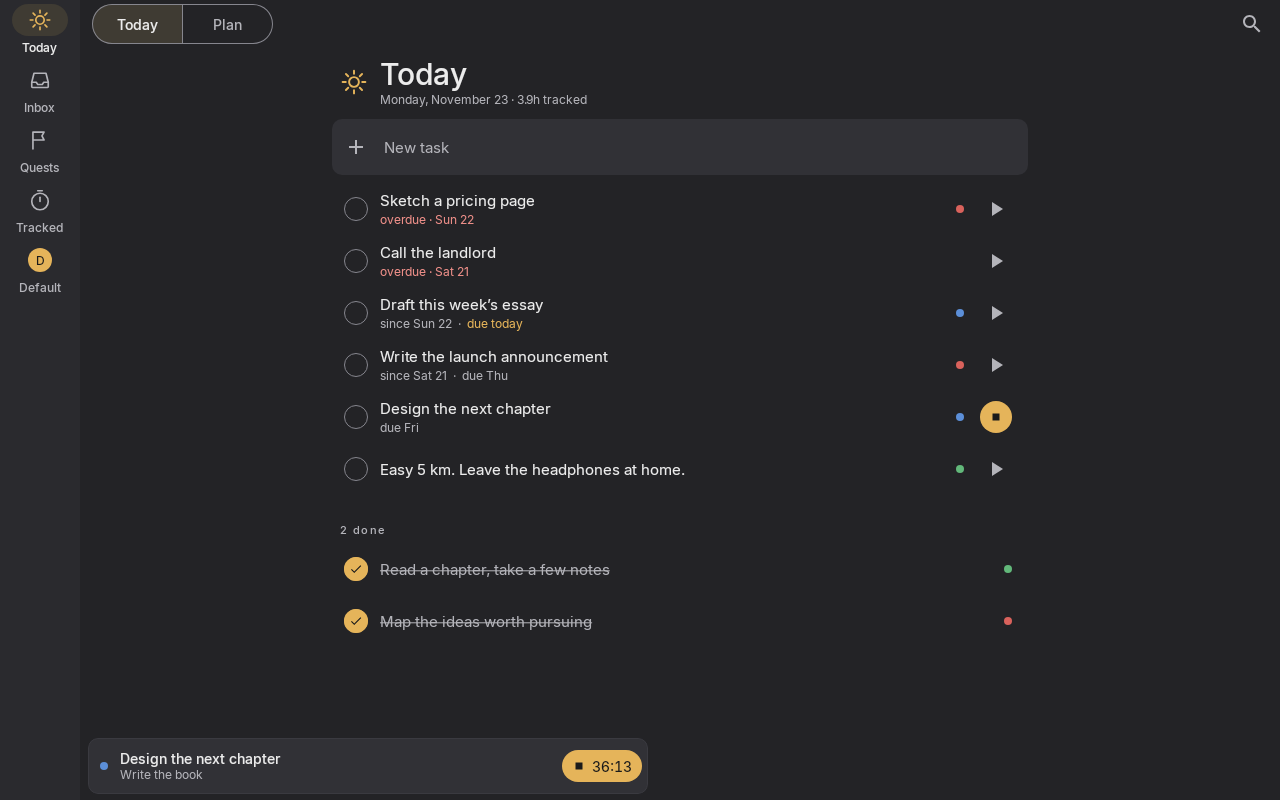 Today
Inbox
Quests
Tracked
D
Default
Today
Plan
Today
Monday, November 23 · 3.9h tracked
New task
Sketch a pricing page
overdue · Sun 22
Call the landlord
overdue · Sat 21
Draft this week’s essay
since Sun 22 · due today
Write the launch announcement
since Sat 21 · due Thu
Design the next chapter
due Fri
Easy 5 km. Leave the headphones at home.
2 done
Read a chapter, take a few notes
Map the ideas worth pursuing
Design the next chapter
Write the book
36:13